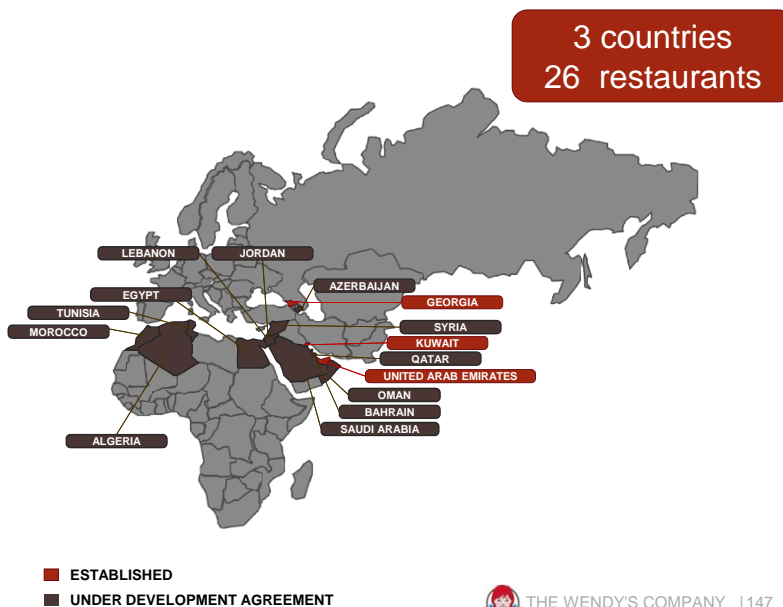 3 countries
26 restaurants
LEBANON
JORDAN
AZERBAIJAN
EGYPT
GEORGIA
TUNISIA
SYRIA
MOROCCO
KUWAIT
QATAR
UNITED ARAB EMIRATES
OMAN
BAHRAIN
SAUDI ARABIA
ALGERIA
ESTABLISHED
UNDER DEVELOPMENT AGREEMENT
THE WENDY'S COMPANY | 147